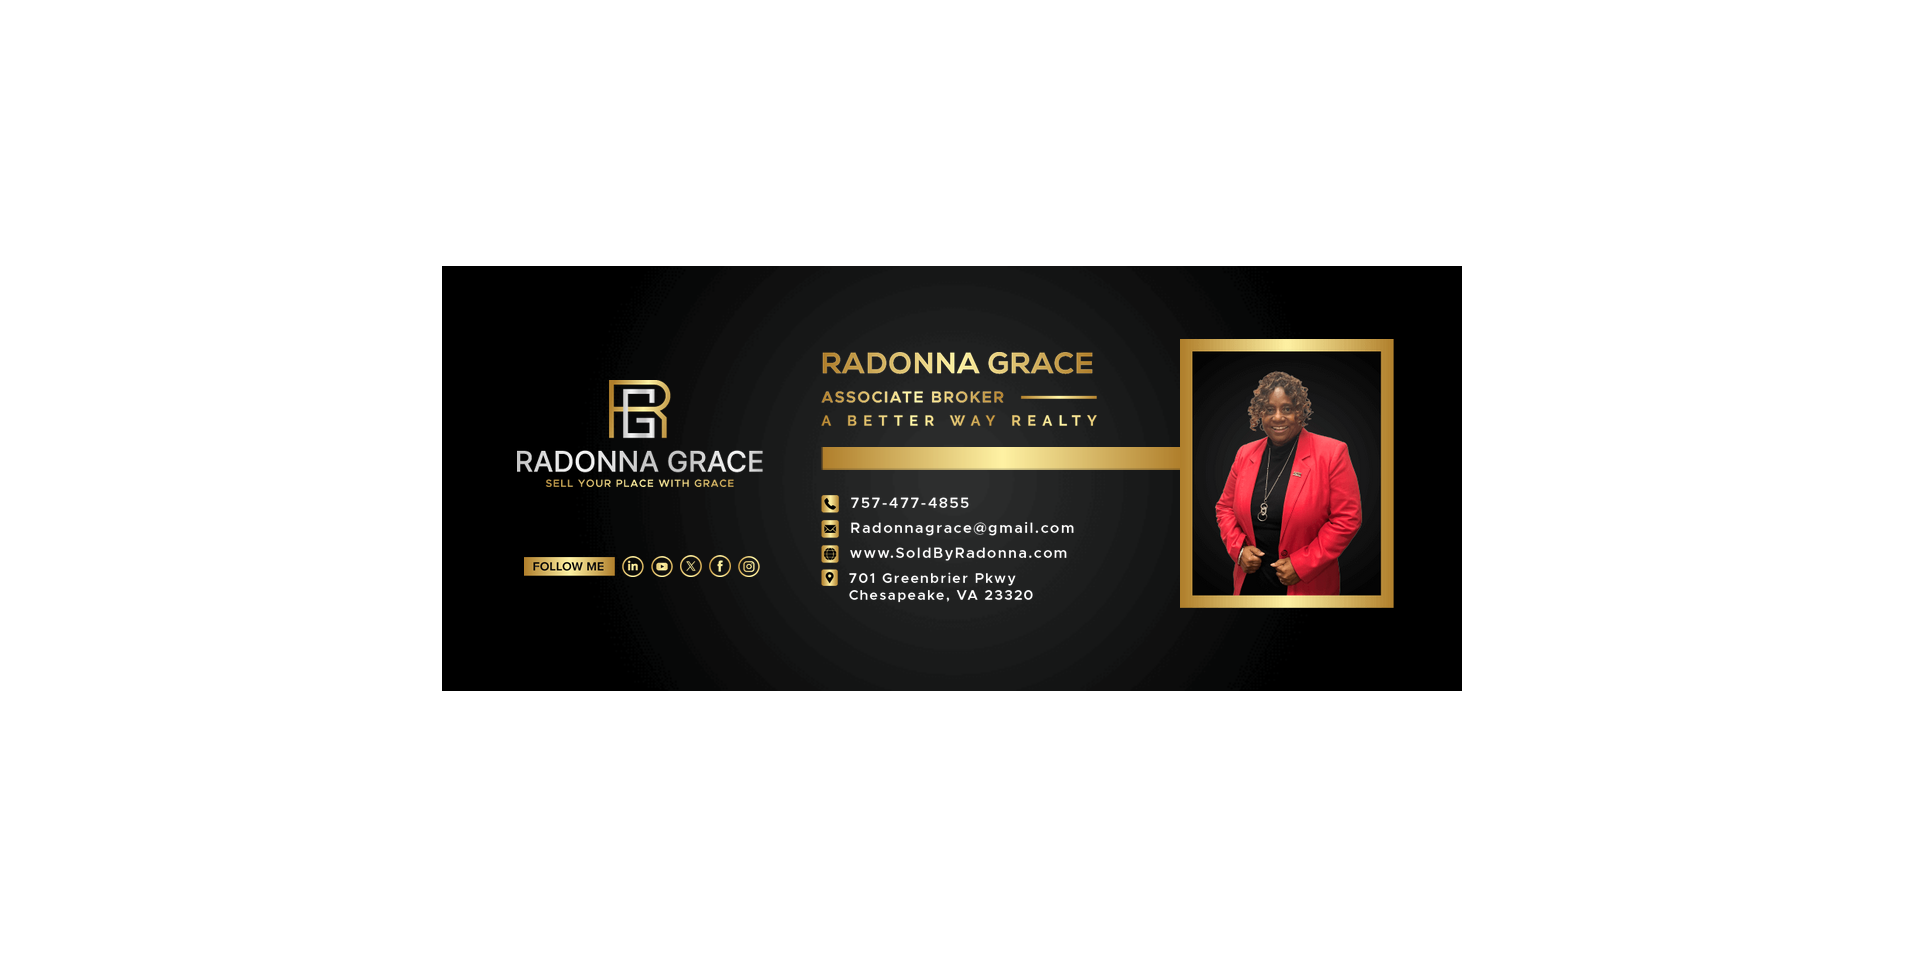 RG
RADONNA GRACE
SELL YOUR PLACE WITH GRACE
FOLLOW ME
RADONNA GRACE
ASSOCIATE BROKER
A BETTER WAY REALTY
757-477-4855
Radonnagrace@gmail.com
www.SoldByRadonna.com
701 Greenbrier Pkwy
Chesapeake, VA 23320